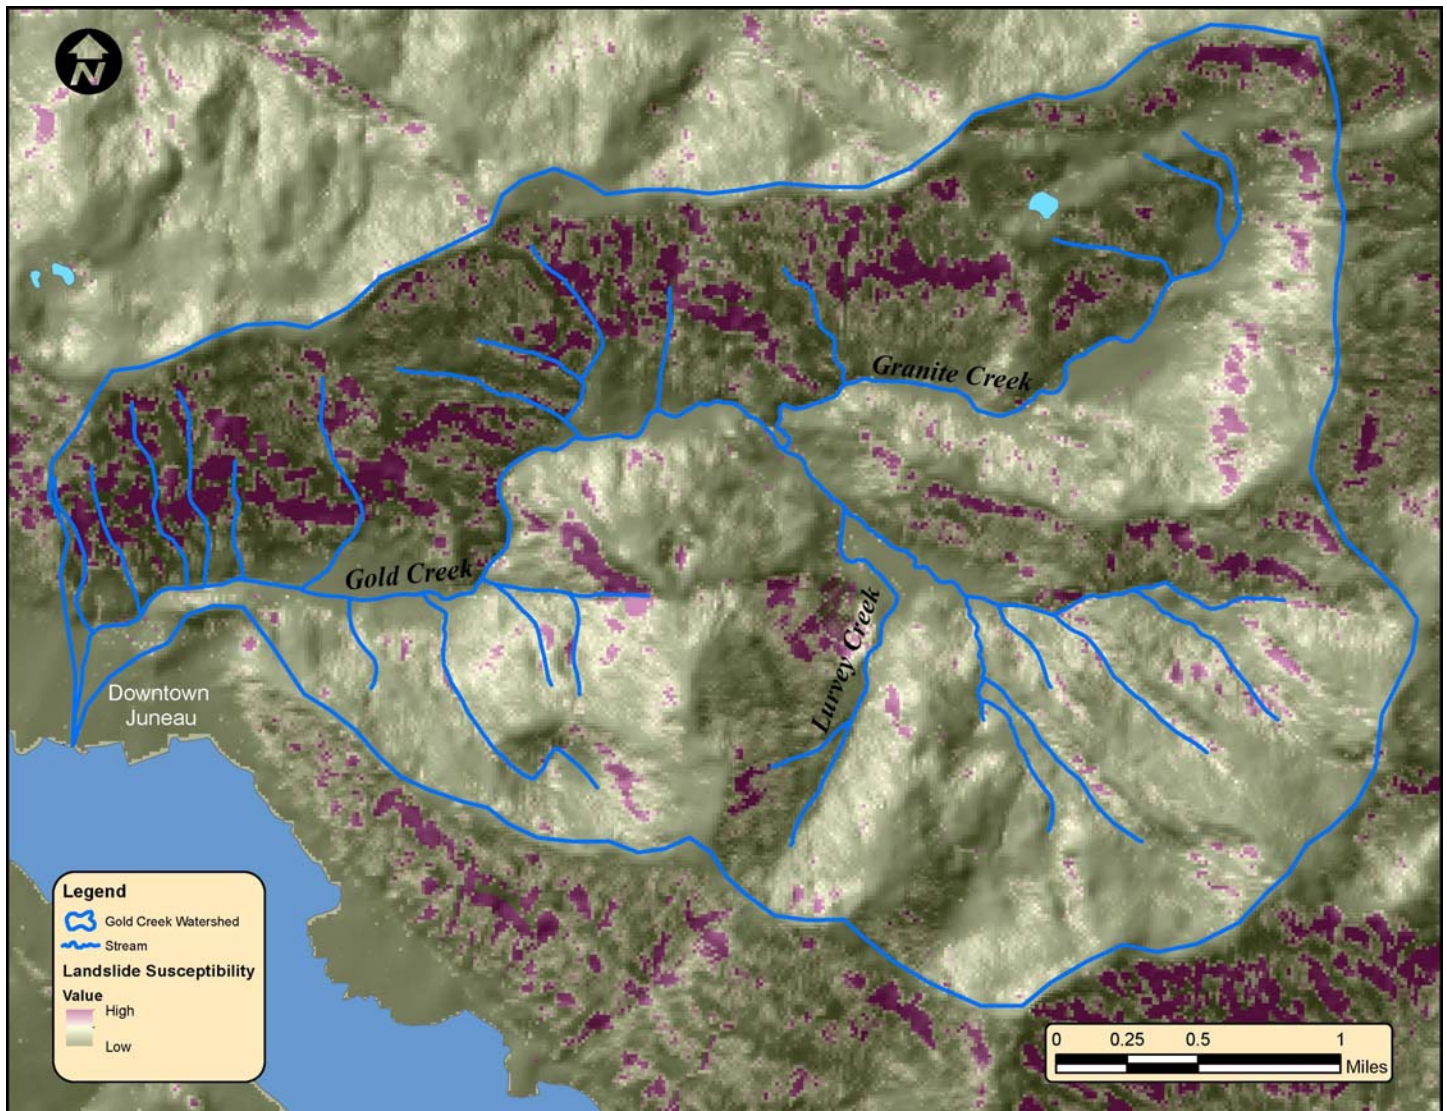 N
Granite Creek
Gold Creek
Lurvey Creek
Downtown
Juneau
Legend
Gold Creek Watershed
Stream
Landslide Susceptibility
Value
High
Low
0 0.25 0.5 1
Miles